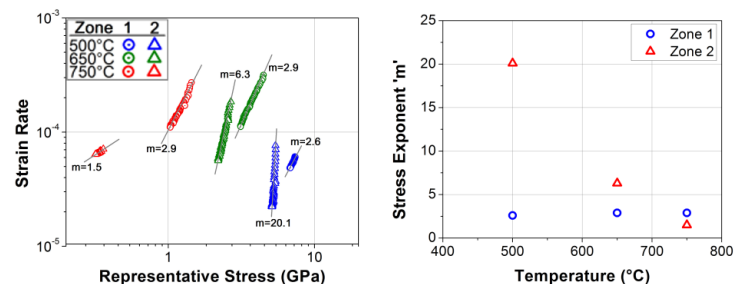 10⁻³
Zone 1 2
500°C
650°C
750°C
m=6.3
m=2.9
Strain Rate
10⁻⁴
m=2.9
m=2.6
m=1.5
m=20.1
10⁻⁵
1 10
Representative Stress (GPa)
25
Zone 1
Zone 2
20
Stress Exponent 'm'
15
10
5
0
400 500 600 700 800
Temperature (°C)